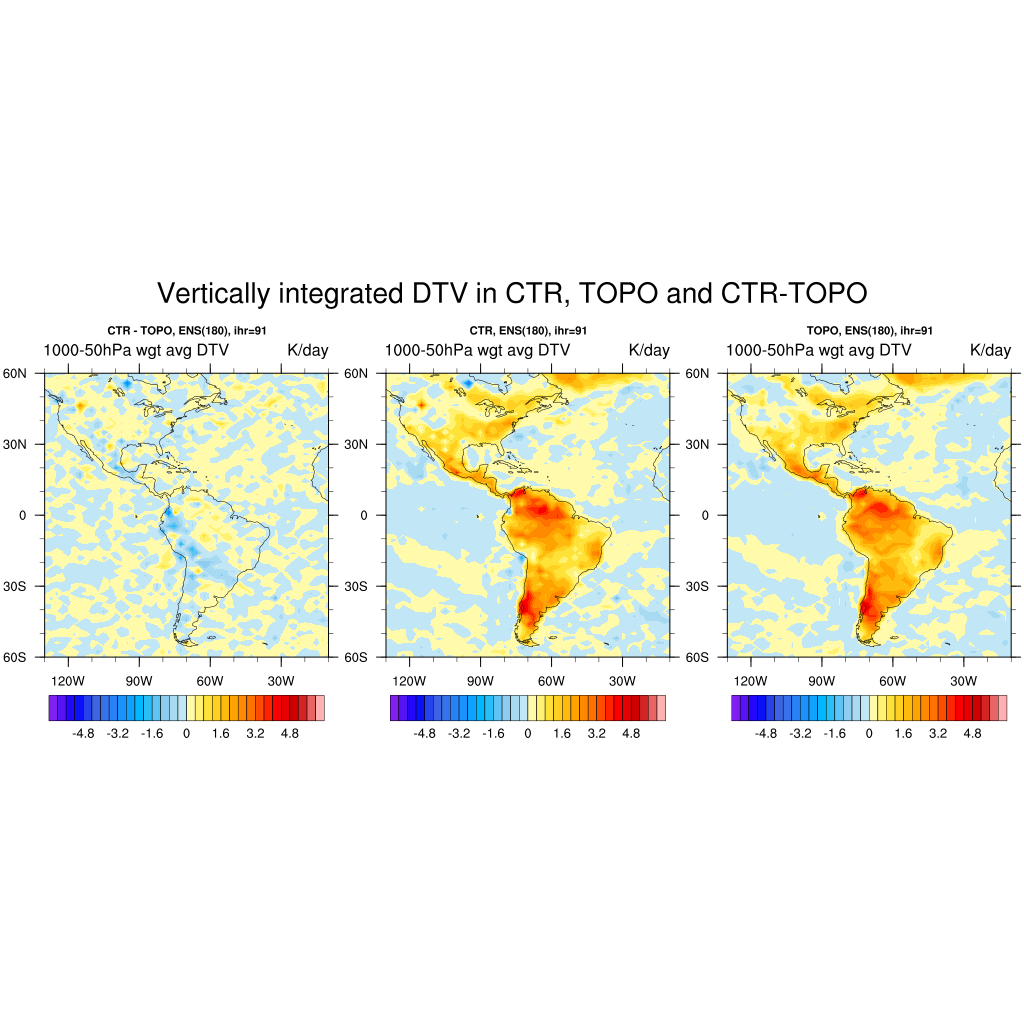 Vertically integrated DTV in CTR, TOPO and CTR-TOPO
CTR - TOPO, ENS(180), ihr=91
1000-50hPa wgt avg DTV K/day
60N
30N
0
30S
60S
120W 90W 60W 30W
-4.8 -3.2 -1.6 0 1.6 3.2 4.8
CTR, ENS(180), ihr=91
1000-50hPa wgt avg DTV K/day
60N
30N
0
30S
60S
120W 90W 60W 30W
-4.8 -3.2 -1.6 0 1.6 3.2 4.8
TOPO, ENS(180), ihr=91
1000-50hPa wgt avg DTV K/day
60N
30N
0
30S
60S
120W 90W 60W 30W
-4.8 -3.2 -1.6 0 1.6 3.2 4.8